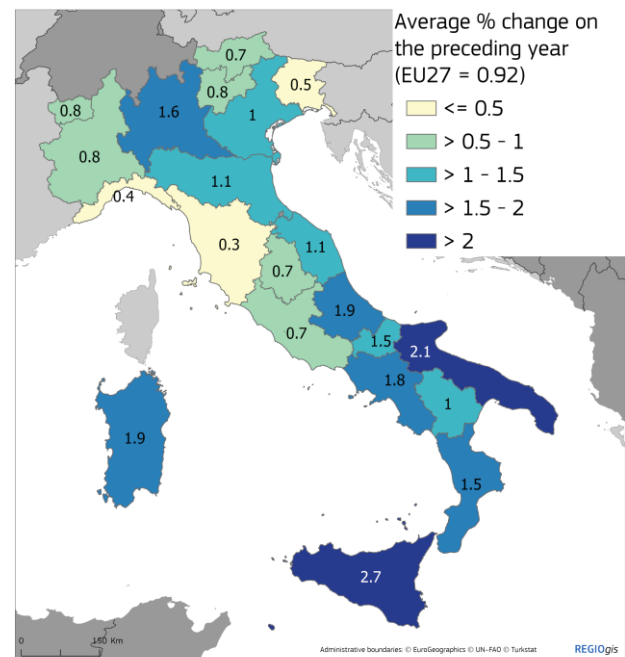 Average % change on
the preceding year
(EU27 = 0.92)
<= 0.5
> 0.5 - 1
> 1 - 1.5
> 1.5 - 2
> 2
0.7
0.8
0.5
0.8
1.6
1
0.8
1.1
0.4
0.3
1.1
0.7
0.7
1.9
1.5
2.1
1.8
1
1.9
1.5
2.7
0 150 Km
Administrative boundaries: © EuroGeographics © UN-FAO © Turkstat
REGIOgis